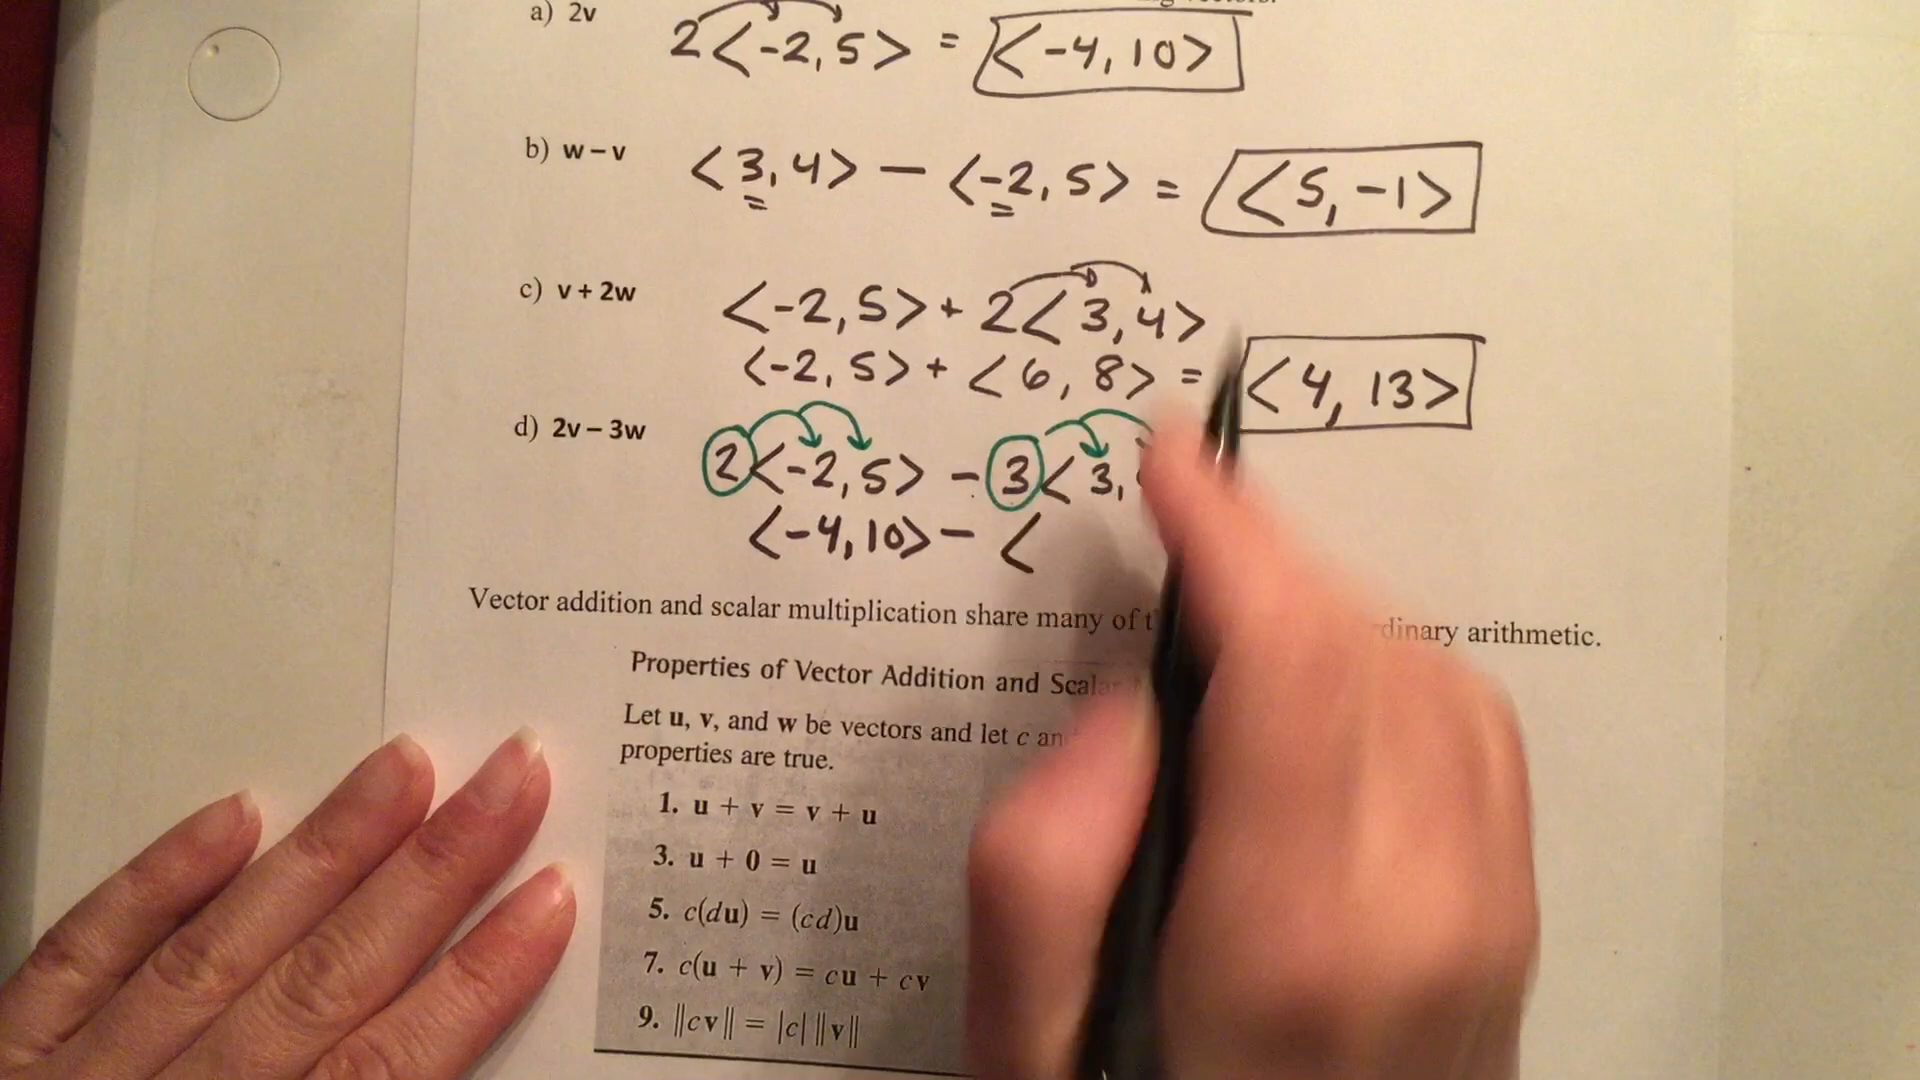 a) 2v 2<-2,5> = <-4,10>
b) w – v <3,4> – <-2,5> = <5,-1>
c) v + 2w <-2,5> + 2<3,4>
<-2,5> + <6,8> = <4,13>
d) 2v – 3w 2<-2,5> - 3<3,
<-4,10> - <
Vector addition and scalar multiplication share many of arithmetic.
Properties of Vector Addition and
Let u, v, and w be vectors and let c
properties are true.
1. u + v = v + u
3. u + 0 = u
5. c(du) = (cd)u
7. c(u + v) = cu + cv
9. ||cv|| = |c| ||v||